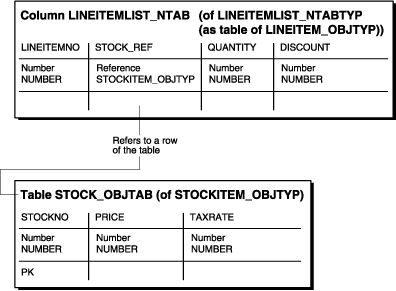 Column LINEITEMLIST_NTAB (of LINEITEMLIST_NTABTYP
(as table of LINEITEM_OBJTYP))
LINEITEMNO STOCK_REF QUANTITY DISCOUNT
Number Reference Number Number
NUMBER STOCKITEM_OBJTYP NUMBER NUMBER
Refers to a row
of the table
Table STOCK_OBJTAB (of STOCKITEM_OBJTYP)
STOCKNO PRICE TAXRATE
Number Number Number
NUMBER NUMBER NUMBER
PK